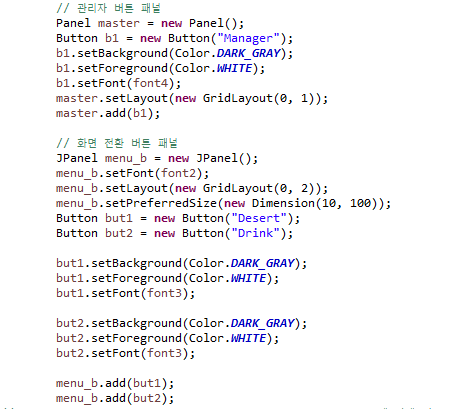 // 관리자 버튼 패널
Panel master = new Panel();
Button b1 = new Button("Manager");
b1.setBackground(Color.DARK_GRAY);
b1.setForeground(Color.WHITE);
b1.setFont(font4);
master.setLayout(new GridLayout(0, 1));
master.add(b1);
// 화면 전환 버튼 패널
JPanel menu_b = new JPanel();
menu_b.setFont(font2);
menu_b.setLayout(new GridLayout(0, 2));
menu_b.setPreferredSize(new Dimension(10, 100));
Button but1 = new Button("Desert");
Button but2 = new Button("Drink");
but1.setBackground(Color.DARK_GRAY);
but1.setForeground(Color.WHITE);
but1.setFont(font3);
but2.setBackground(Color.DARK_GRAY);
but2.setForeground(Color.WHITE);
but2.setFont(font3);
menu_b.add(but1);
menu_b.add(but2);